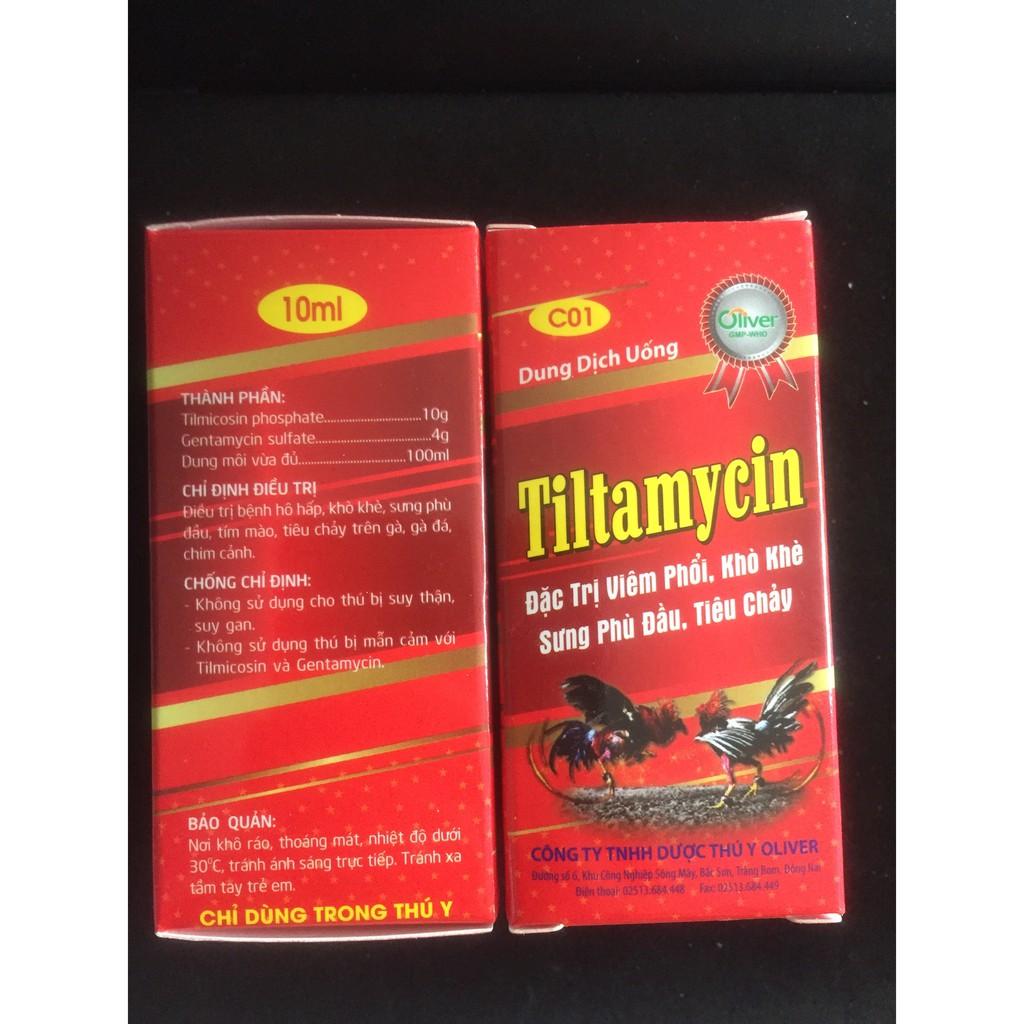 10ml
THÀNH PHẦN:
Tilmicosin phosphate..............................10g
Gentamycin sulfate.....................................4g
Dung môi vừa đủ..................................100ml
CHỈ ĐỊNH ĐIỀU TRỊ
Điều trị bệnh hô hấp, khò khè, sưng phù
đầu, tím mào, tiêu chảy trên gà, gà đá,
chim cảnh.
CHỐNG CHỈ ĐỊNH:
- Không sử dụng cho thú bị suy thận,
suy gan.
- Không sử dụng thú bị mẫn cảm với
Tilmicosin và Gentamycin.
BẢO QUẢN:
Nơi khô ráo, thoáng mát, nhiệt độ dưới
30°C, tránh ánh sáng trực tiếp. Tránh xa
tầm tay trẻ em.
CHỈ DÙNG TRONG THÚ Y
C01
Oliver
GMP-WHO
Dung Dịch Uống
Tiltamycin
Đặc Trị Viêm Phổi, Khò Khè
Sưng Phù Đầu, Tiêu Chảy
CÔNG TY TNHH DƯỢC THÚ Y OLIVER
Đường số 6, Khu Công Nghiệp Sông Mây, Bắc Sơn, Trảng Bom, Đồng Nai
Điện thoại: 02513.684.448 Fax: 02513.684.449